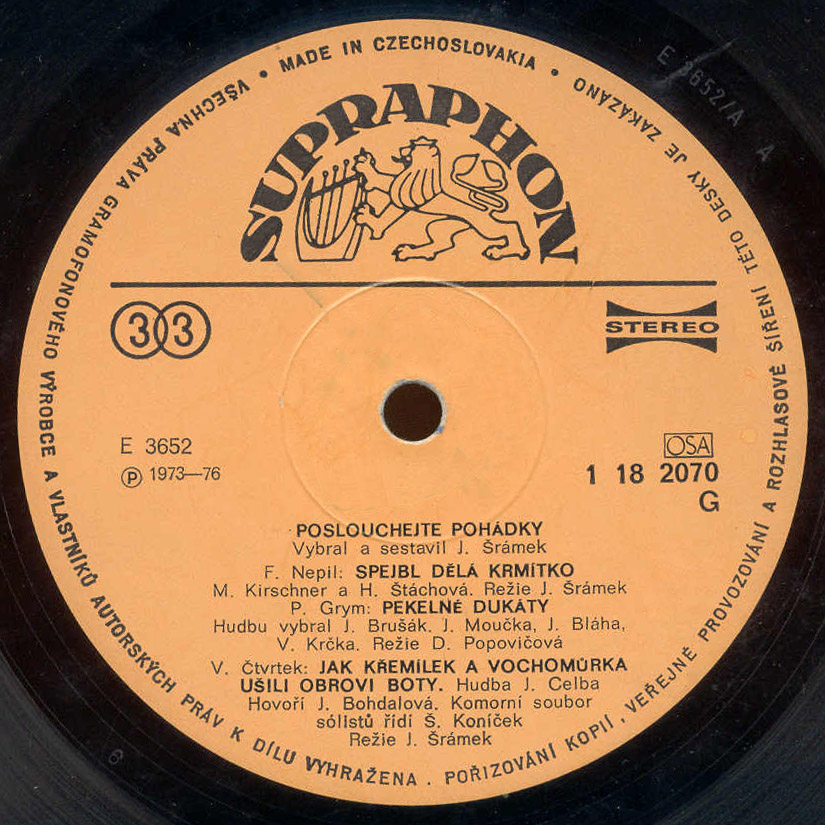 VŠECHNA PRÁVA GRAMOFONOVÉHO VÝROBCE A VLASTNÍKŮ AUTORSKÝCH PRÁV K DÍLU VYHRAŽENA . POŘIZOVÁNÍ KOPIÍ, VEŘEJNÉ PROVOZOVÁNÍ A ROZHLASOVÉ ŠÍŘENÍ TÉTO DESKY JE ZAKÁZÁNO
• MADE IN CZECHOSLOVAKIA •
E 3652/A A
SUPRAPHON
33
STEREO
E 3652
Ⓟ 1973—76
OSA
1 18 2070
G
POSLOUCHEJTE POHÁDKY
Vybral a sestavil J. Šrámek
F. Nepil: SPEJBL DĚLÁ KRMÍTKO
M. Kirschner a H. Štáchová. Režie J. Šrámek
P. Grym: PEKELNÉ DUKÁTY
Hudbu vybral J. Brušák. J. Moučka, J. Bláha,
V. Krčka. Režie D. Popovičová
V. Čtvrtek: JAK KŘEMÍLEK A VOCHOMŮRKA
UŠILI OBROVI BOTY. Hudba J. Celba
Hovoří J. Bohdalová. Komorní soubor
sólistů řídí Š. Koníček
Režie J. Šrámek